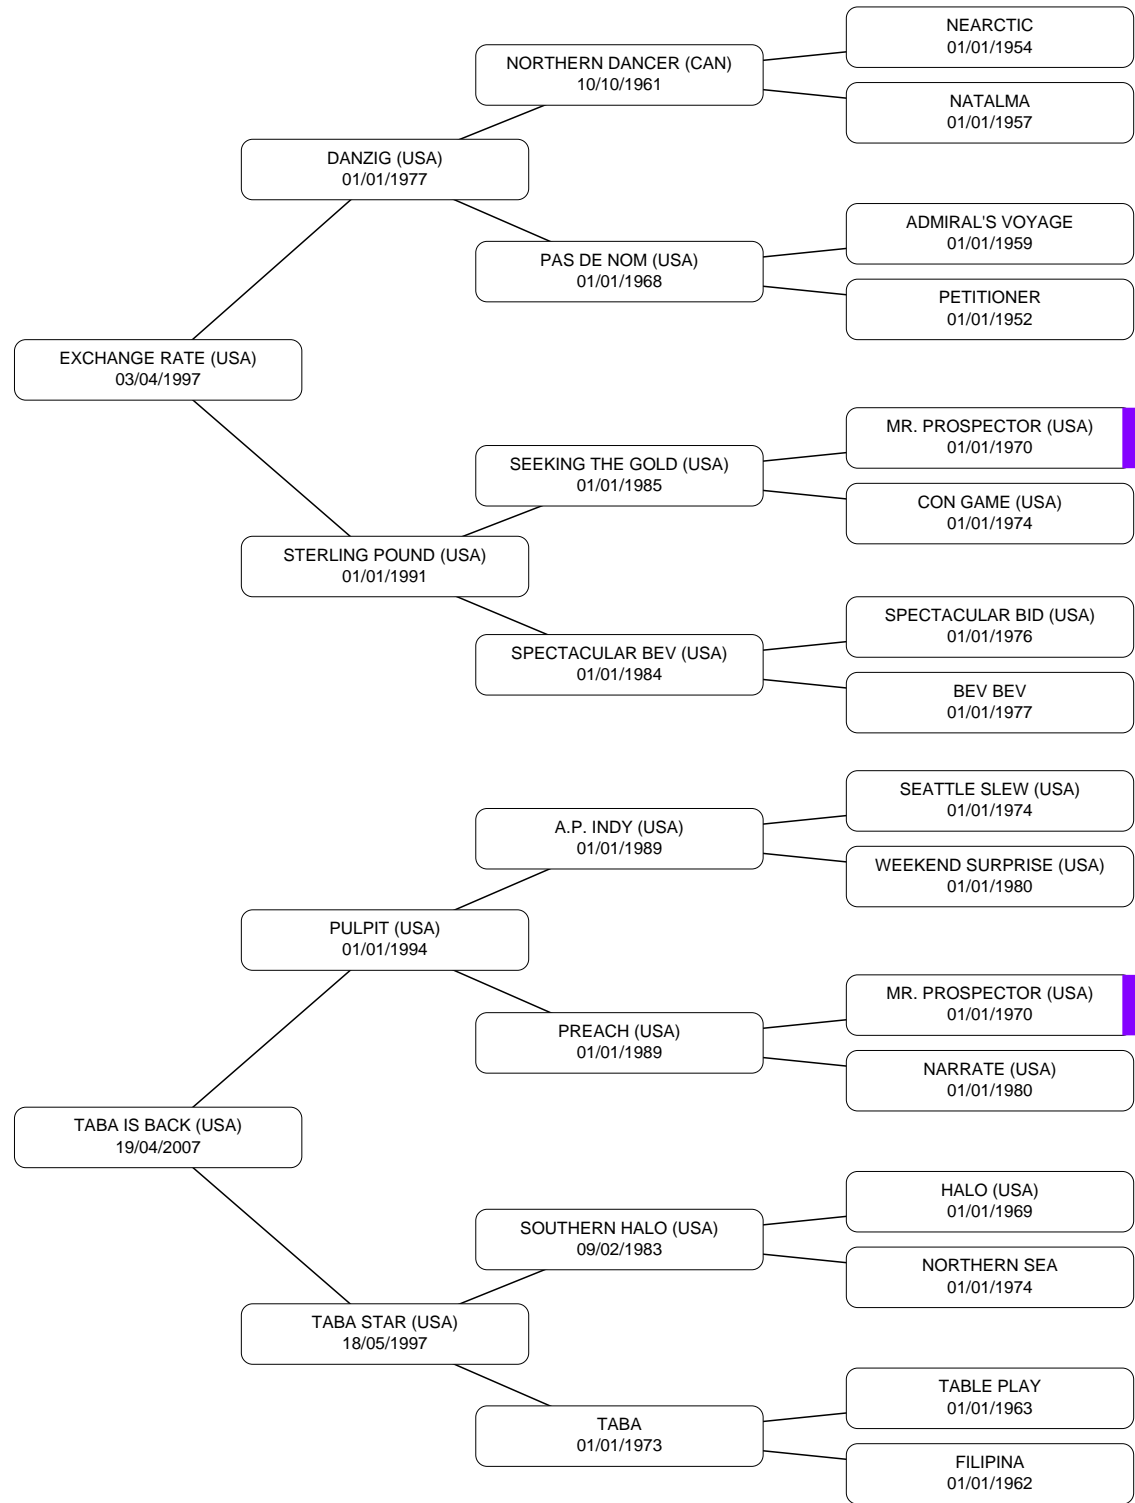 NEARCTIC
01/01/1954
NORTHERN DANCER (CAN)
10/10/1961
NATALMA
01/01/1957
DANZIG (USA)
01/01/1977
ADMIRAL'S VOYAGE
01/01/1959
PAS DE NOM (USA)
01/01/1968
PETITIONER
01/01/1952
EXCHANGE RATE (USA)
03/04/1997
MR. PROSPECTOR (USA)
01/01/1970
SEEKING THE GOLD (USA)
01/01/1985
CON GAME (USA)
01/01/1974
STERLING POUND (USA)
01/01/1991
SPECTACULAR BID (USA)
01/01/1976
SPECTACULAR BEV (USA)
01/01/1984
BEV BEV
01/01/1977
SEATTLE SLEW (USA)
01/01/1974
A.P. INDY (USA)
01/01/1989
WEEKEND SURPRISE (USA)
01/01/1980
PULPIT (USA)
01/01/1994
MR. PROSPECTOR (USA)
01/01/1970
PREACH (USA)
01/01/1989
NARRATE (USA)
01/01/1980
TABA IS BACK (USA)
19/04/2007
HALO (USA)
01/01/1969
SOUTHERN HALO (USA)
09/02/1983
NORTHERN SEA
01/01/1974
TABA STAR (USA)
18/05/1997
TABLE PLAY
01/01/1963
TABA
01/01/1973
FILIPINA
01/01/1962